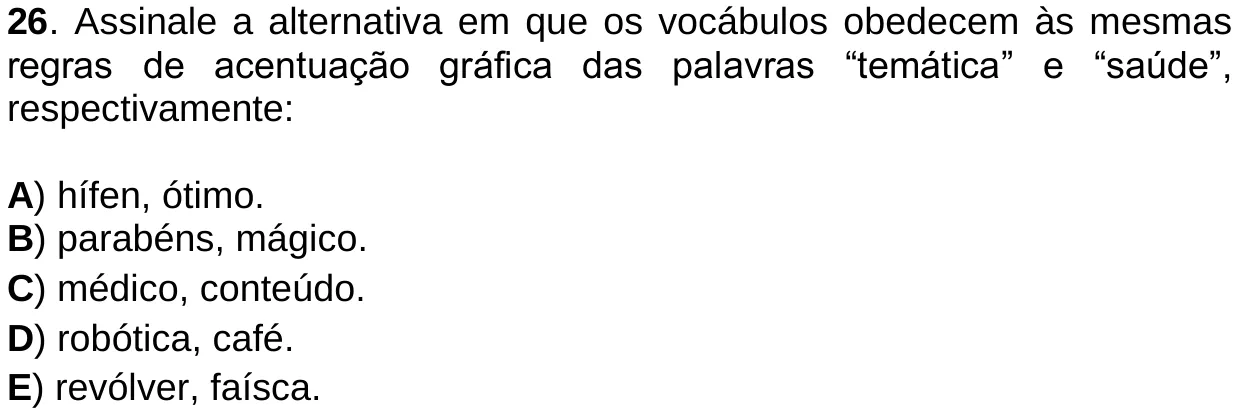 26. Assinale a alternativa em que os vocábulos obedecem às mesmas
regras de acentuação gráfica das palavras “temática” e “saúde”,
respectivamente:
A) hífen, ótimo.
B) parabéns, mágico.
C) médico, conteúdo.
D) robótica, café.
E) revólver, faísca.